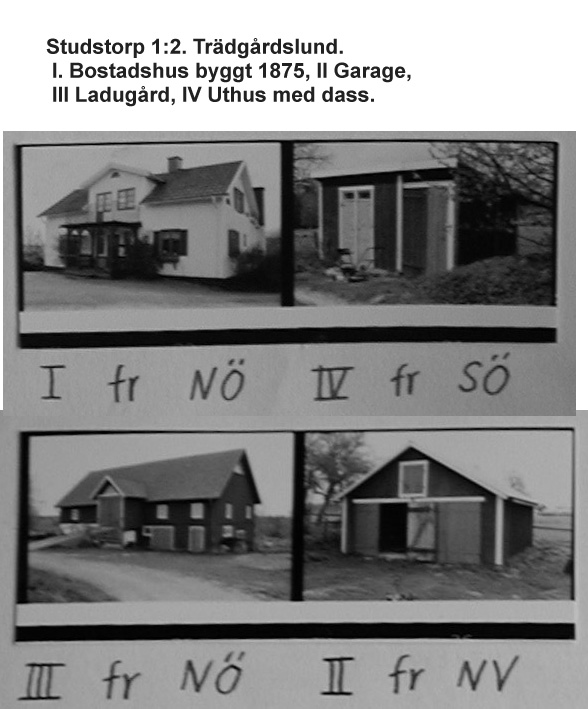 Studstorp 1:2. Trädgårdslund.
I. Bostadshus byggt 1875, II Garage,
III Ladugård, IV Uthus med dass.
I fr NÖ IV fr SÖ
III fr NÖ II fr NV